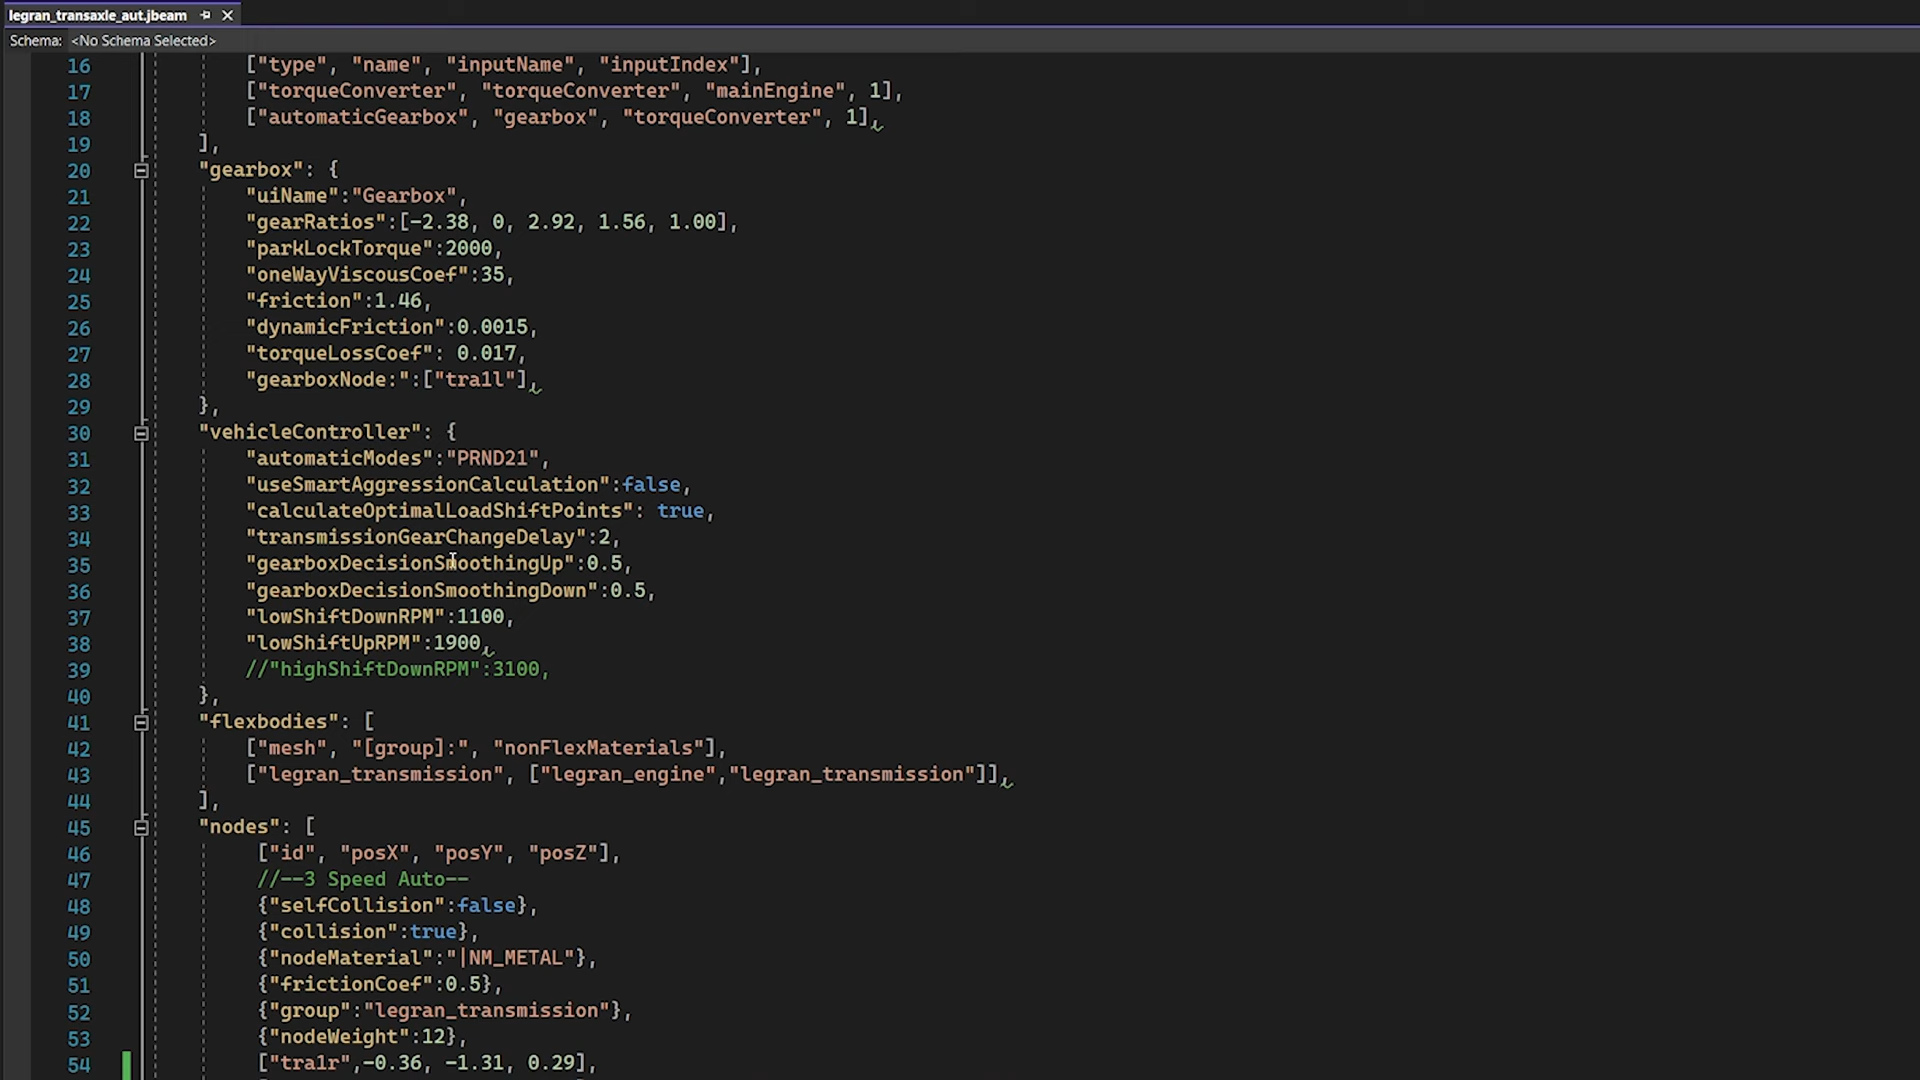 legran_transaxle_aut.jbeam
Schema: <No Schema Selected>
16 ["type", "name", "inputName", "inputIndex"],
17 ["torqueConverter", "torqueConverter", "mainEngine", 1],
18 ["automaticGearbox", "gearbox", "torqueConverter", 1],
19 ],
20 "gearbox": {
21 "uiName":"Gearbox",
22 "gearRatios":[-2.38, 0, 2.92, 1.56, 1.00],
23 "parkLockTorque":2000,
24 "oneWayViscousCoef":35,
25 "friction":1.46,
26 "dynamicFriction":0.0015,
27 "torqueLossCoef": 0.017,
28 "gearboxNode:":["tra1l"],
29 },
30 "vehicleController": {
31 "automaticModes":"PRND21",
32 "useSmartAggressionCalculation":false,
33 "calculateOptimalLoadShiftPoints": true,
34 "transmissionGearChangeDelay":2,
35 "gearboxDecisionSmoothingUp":0.5,
36 "gearboxDecisionSmoothingDown":0.5,
37 "lowShiftDownRPM":1100,
38 "lowShiftUpRPM":1900,
39 //"highShiftDownRPM":3100,
40 },
41 "flexbodies": [
42 ["mesh", "[group]:", "nonFlexMaterials"],
43 ["legran_transmission", ["legran_engine","legran_transmission"]],
44 ],
45 "nodes": [
46 ["id", "posX", "posY", "posZ"],
47 //--3 Speed Auto--
48 {"selfCollision":false},
49 {"collision":true},
50 {"nodeMaterial":"|NM_METAL"},
51 {"frictionCoef":0.5},
52 {"group":"legran_transmission"},
53 {"nodeWeight":12},
54 ["tra1r",-0.36, -1.31, 0.29],